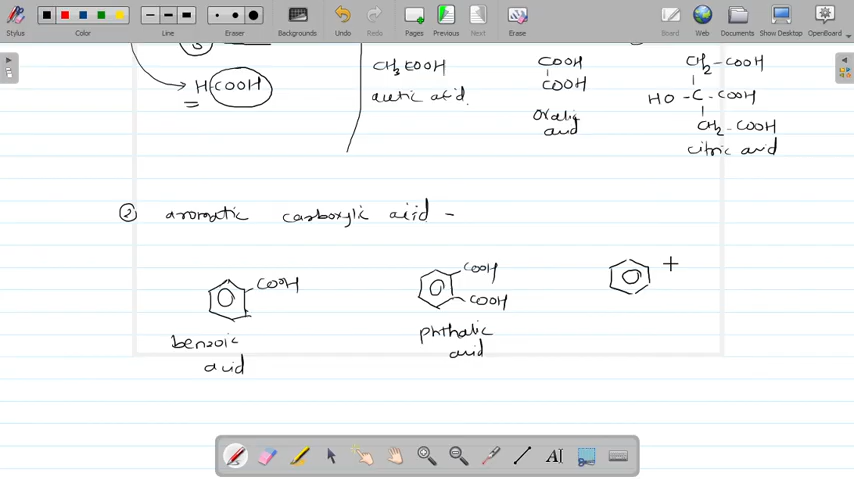 Stylus Color Line Eraser Backgrounds Undo Redo Pages Previous Next Erase Board Web Documents Show Desktop OpenBoard
H-COOH
CH3COOH
acetic acid
COOH
COOH
Oxalic
acid
CH2-COOH
HO-C-COOH
CH2-COOH
citric acid
② aromatic carboxylic acid -
COOH
benzoic
acid
COOH
COOH
phthalic
acid
+